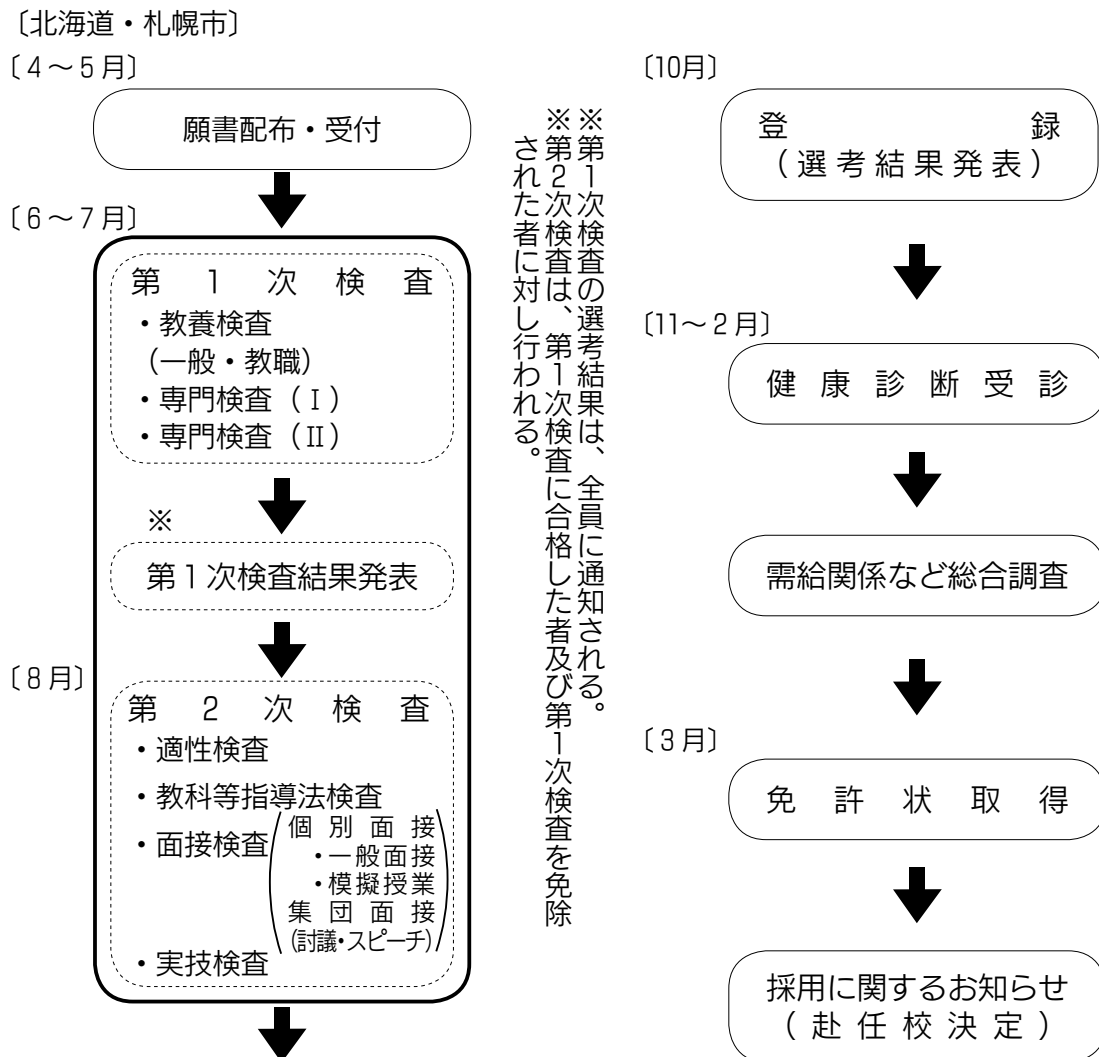 〔北海道・札幌市〕
〔4～5月〕
願書配布・受付
〔6～7月〕
第1次検査
・教養検査
（一般・教職）
・専門検査（Ⅰ）
・専門検査（Ⅱ）
※
第1次検査結果発表
〔8月〕
第2次検査
・適性検査
・教科等指導法検査
・面接検査
個別面接
・一般面接
・模擬授業
集団面接
(討議・スピーチ)
・実技検査
※第1次検査の選考結果は、全員に通知される。
※第2次検査は、第1次検査に合格した者及び第1次検査を免除
された者に対し行われる。
〔10月〕
登録
（選考結果発表）
〔11～2月〕
健康診断受診
需給関係など総合調査
〔3月〕
免許状取得
採用に関するお知らせ
（赴任校決定）